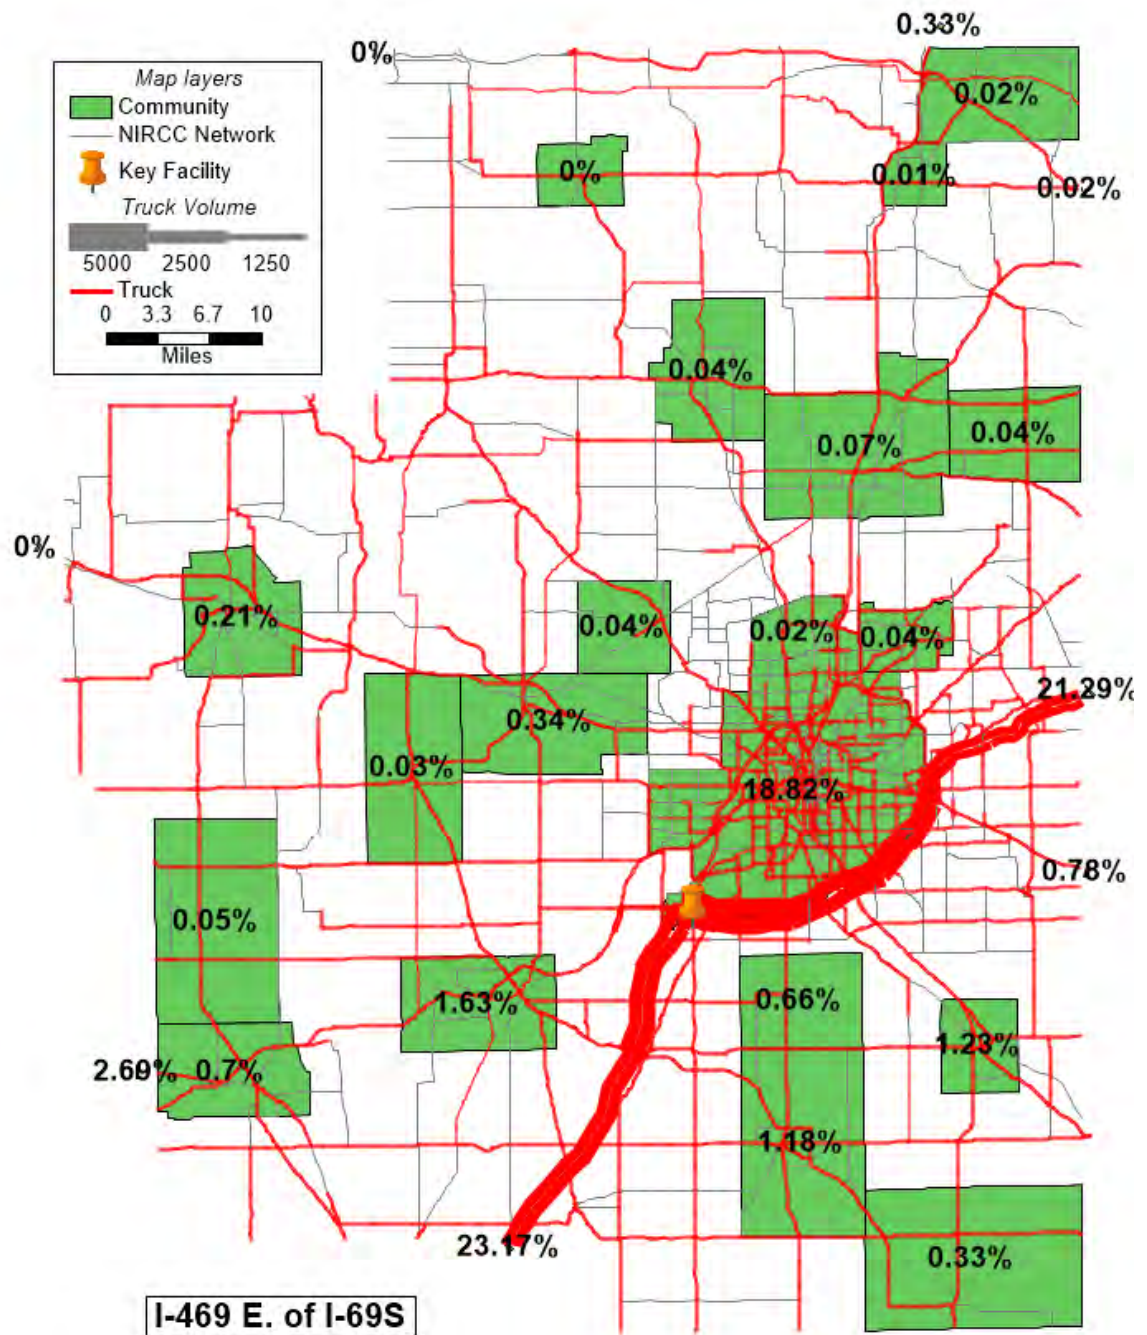 0.33%
0%
Map layers
Community
NIRCC Network
Key Facility
Truck Volume
5000 2500 1250
Truck
0 3.3 6.7 10
Miles
0.02%
0%
0.01%
0.02%
0.04%
0.07%
0.04%
0%
0.21%
0.04%
0.02%
0.04%
21.29%
0.34%
0.03%
18.82%
0.78%
0.05%
1.63%
0.66%
1.23%
2.69%
0.7%
1.18%
23.17%
0.33%
I-469 E. of I-69S